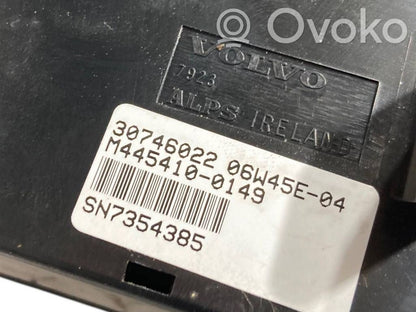 Ovoko
VOLVO
7923
ALPS IRELAND
30746022 06W45E-04
M445410-0149
SN7354385